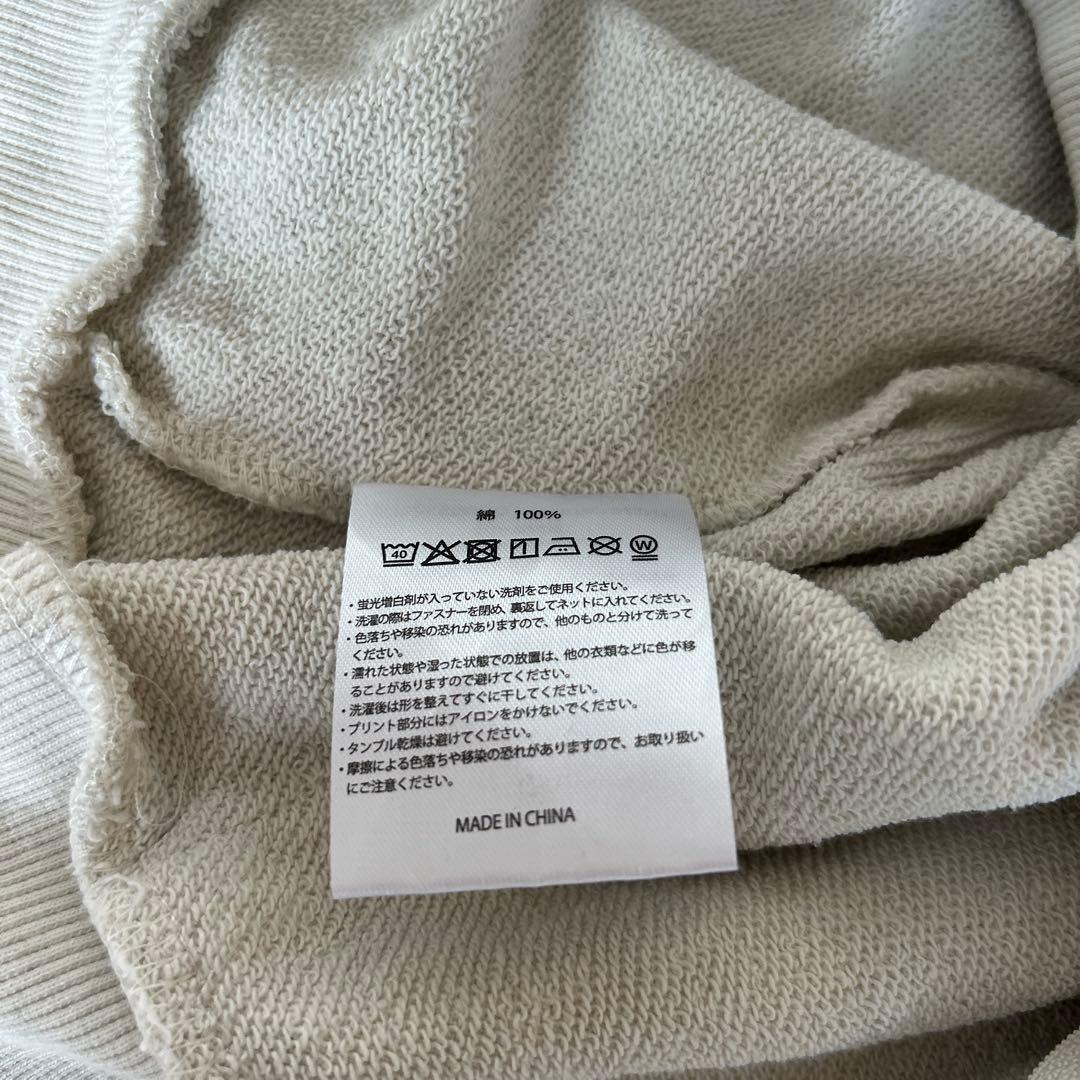 綿 100%
40 W
・蛍光増白剤が入っていない洗剤をご使用ください。
・洗濯の際はファスナーを閉め、裏返してネットに入れてください。
・色落ちや移染の恐れがありますので、他のものと分けて洗って
ください。
・濡れた状態や湿った状態での放置は、他の衣類などに色が移
ることがありますので避けてください。
・洗濯後は形を整えてすぐに干してください。
・プリント部分にはアイロンをかけないでください。
・タンブル乾燥は避けてください。
・摩擦による色落ちや移染の恐れがありますので、お取り扱い
にご注意ください。
MADE IN CHINA